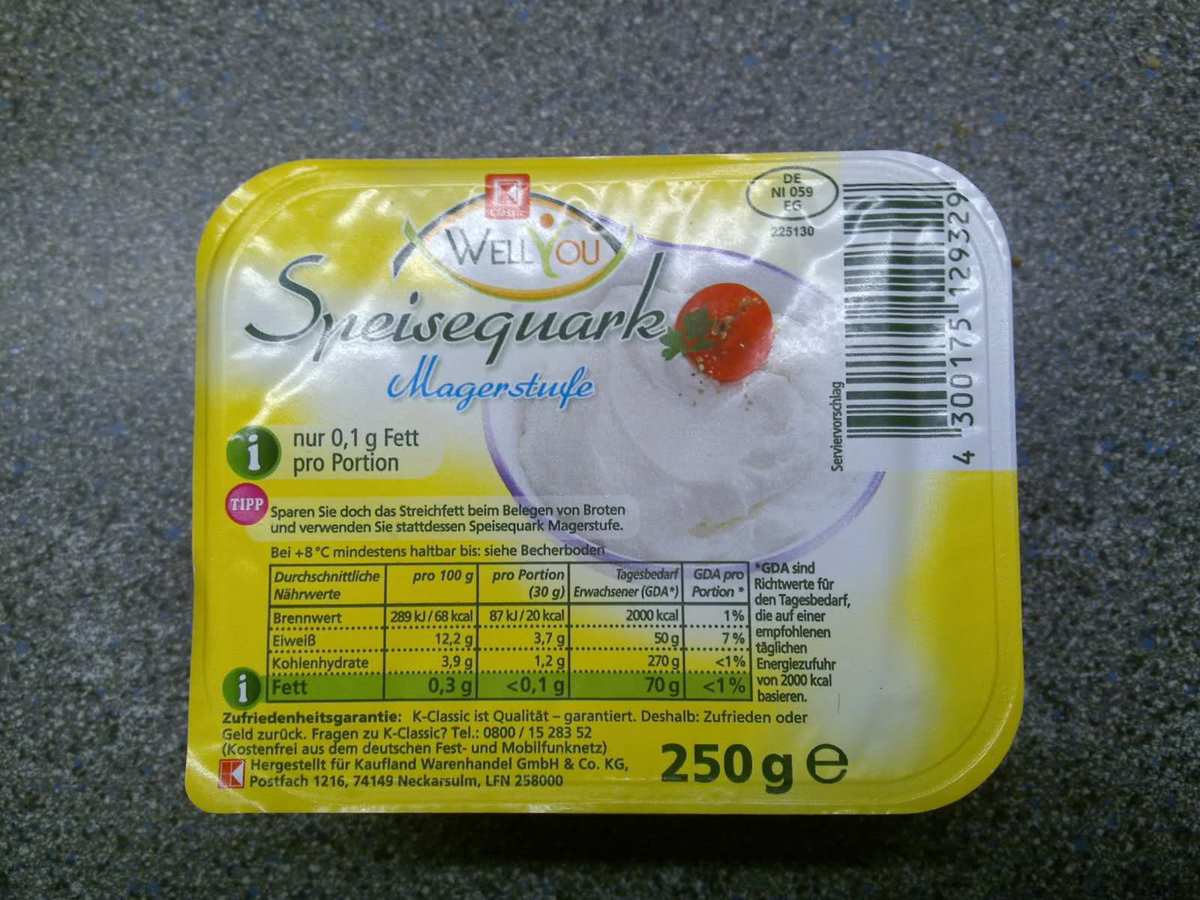 K
Classic
WELLYOU
DE
NI 059
EG
225130
Speisequark
Magerstufe
nur 0,1 g Fett
pro Portion
TIPP
Sparen Sie doch das Streichfett beim Belegen von Broten
und verwenden Sie stattdessen Speisequark Magerstufe.
Serviervorschlag
4 300175 129329
Bei +8 °C mindestens haltbar bis: siehe Becherboden
Durchschnittliche Nährwerte pro 100 g pro Portion (30 g) Tagesbedarf Erwachsener (GDA*) GDA pro Portion *
Brennwert 289 kJ / 68 kcal 87 kJ / 20 kcal 2000 kcal 1%
Eiweiß 12,2 g 3,7 g 50 g 7%
Kohlenhydrate 3,9 g 1,2 g 270 g <1%
i Fett 0,3 g <0,1 g 70 g <1%
*GDA sind
Richtwerte für
den Tagesbedarf,
die auf einer
empfohlenen
täglichen
Energiezufuhr
von 2000 kcal
basieren.
Zufriedenheitsgarantie: K-Classic ist Qualität – garantiert. Deshalb: Zufrieden oder
Geld zurück. Fragen zu K-Classic? Tel.: 0800 / 15 283 52
(Kostenfrei aus dem deutschen Fest- und Mobilfunknetz)
Hergestellt für Kaufland Warenhandel GmbH & Co. KG,
Postfach 1216, 74149 Neckarsulm, LFN 258000
250 g e